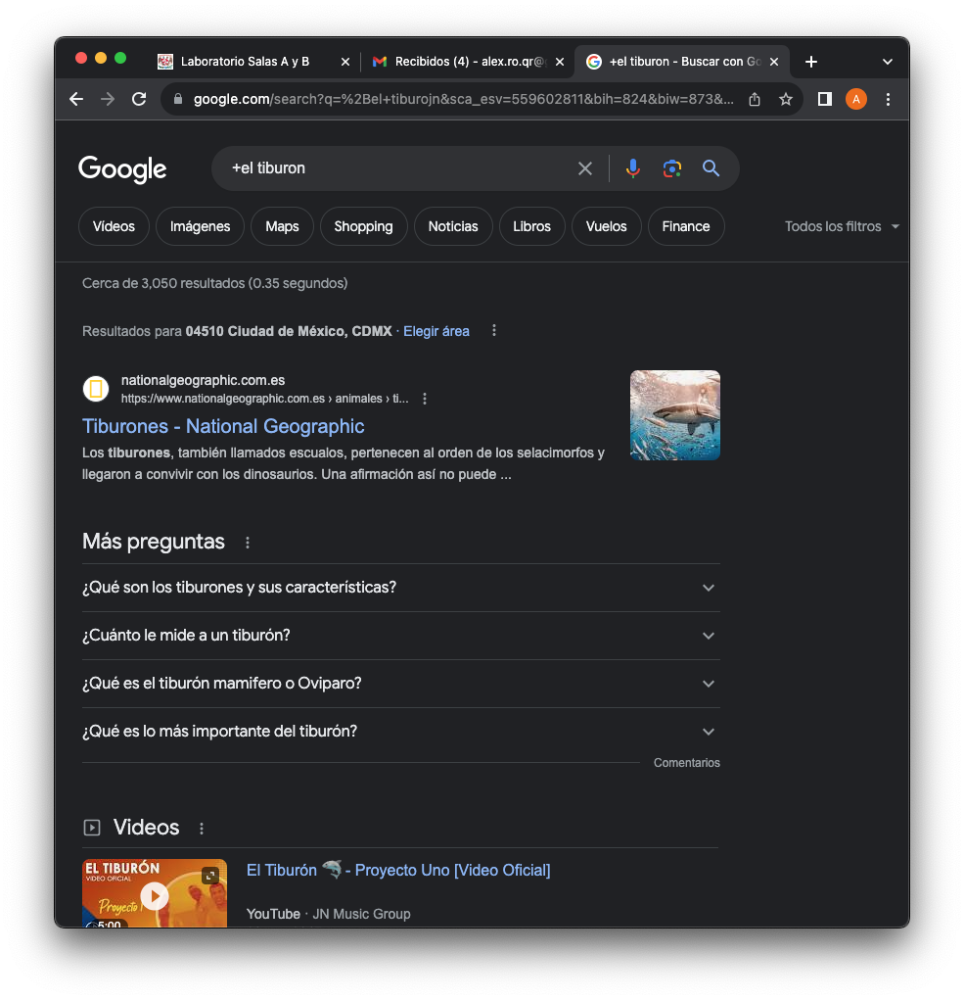 Laboratorio Salas A y B
Recibidos (4) - alex.ro.qr@
+el tiburon - Buscar con Go
google.com/search?q=%2Bel+tiburojn&sca_esv=559602811&bih=824&biw=873&...
A
Google
+el tiburon
Vídeos
Imágenes
Maps
Shopping
Noticias
Libros
Vuelos
Finance
Todos los filtros
Cerca de 3,050 resultados (0.35 segundos)
Resultados para 04510 Ciudad de México, CDMX · Elegir área
nationalgeographic.com.es
https://www.nationalgeographic.com.es › animales › ti...
Tiburones - National Geographic
Los tiburones, también llamados escualos, pertenecen al orden de los selacimorfos y
llegaron a convivir con los dinosaurios. Una afirmación así no puede ...
Más preguntas
¿Qué son los tiburones y sus características?
¿Cuánto le mide a un tiburón?
¿Qué es el tiburón mamifero o Oviparo?
¿Qué es lo más importante del tiburón?
Comentarios
Videos
EL TIBURÓN
VIDEO OFICIAL
Proyecto
5:00
El Tiburón 🦈 - Proyecto Uno [Video Oficial]
YouTube · JN Music Group